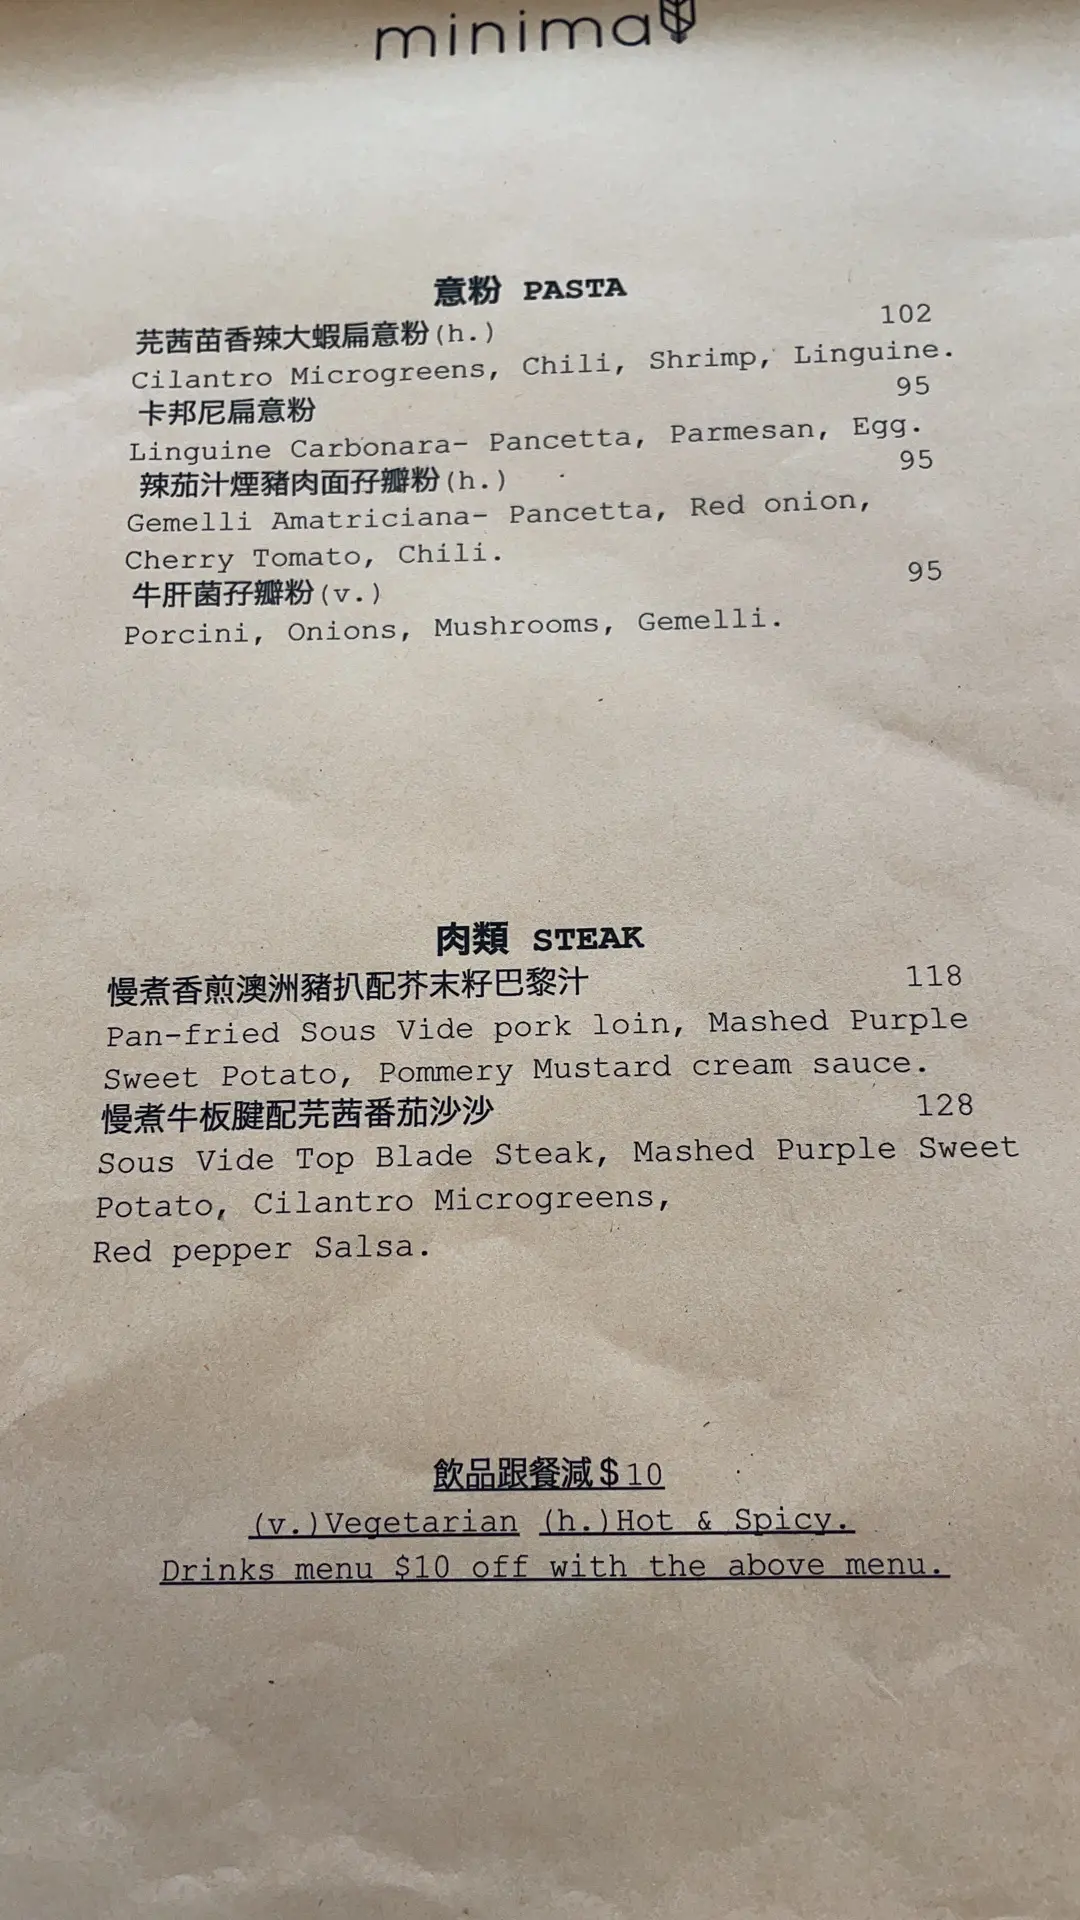 minima
意粉 PASTA
芫茜苗香辣大蝦扁意粉(h.) 102
Cilantro Microgreens, Chili, Shrimp, Linguine.
卡邦尼扁意粉 95
Linguine Carbonara- Pancetta, Parmesan, Egg.
辣茄汁煙豬肉面孖瓣粉(h.) 95
Gemelli Amatriciana- Pancetta, Red onion,
Cherry Tomato, Chili.
牛肝菌孖瓣粉(v.) 95
Porcini, Onions, Mushrooms, Gemelli.
肉類 STEAK
慢煮香煎澳洲豬扒配芥末籽巴黎汁 118
Pan-fried Sous Vide pork loin, Mashed Purple
Sweet Potato, Pommery Mustard cream sauce.
慢煮牛板腱配芫茜番茄沙沙 128
Sous Vide Top Blade Steak, Mashed Purple Sweet
Potato, Cilantro Microgreens,
Red pepper Salsa.
飲品跟餐減$10
(v.)Vegetarian (h.)Hot & Spicy.
Drinks menu $10 off with the above menu.